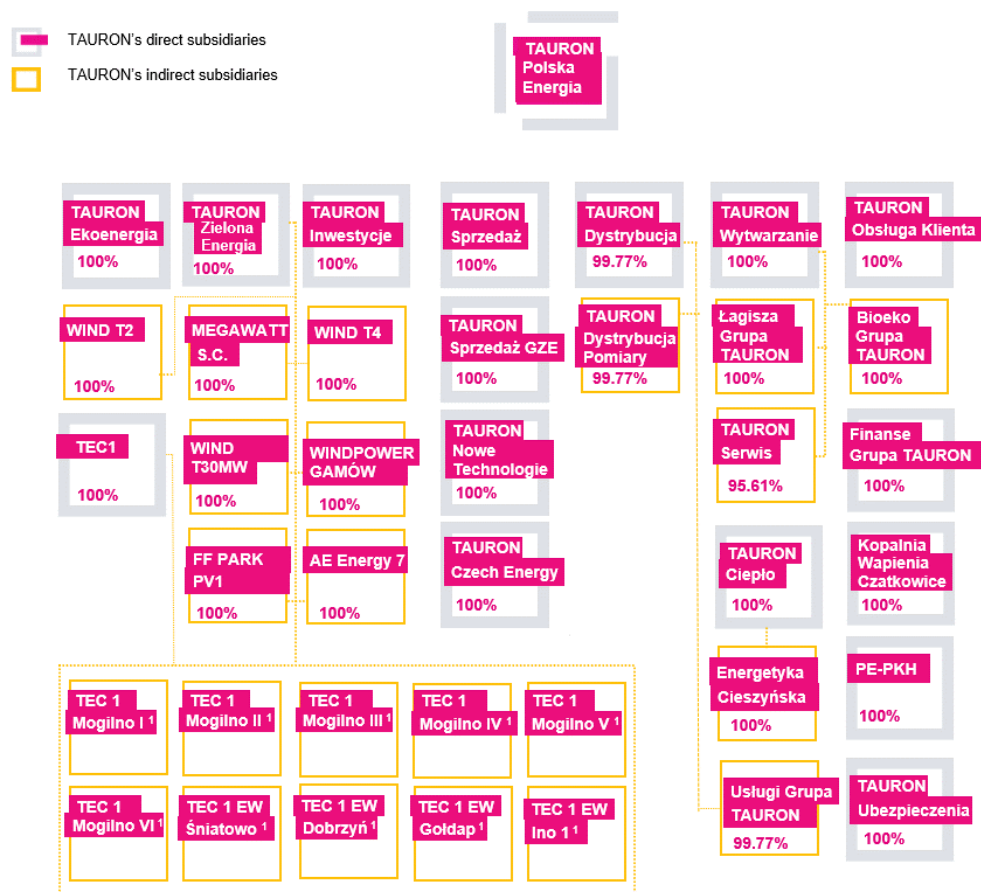 TAURON's direct subsidiaries
TAURON's indirect subsidiaries
TAURON
Polska
Energia
TAURON
Ekoenergia
100%
TAURON
Zielona
Energia
100%
TAURON
Inwestycje
100%
TAURON
Sprzedaż
100%
TAURON
Dystrybucja
99.77%
TAURON
Wytwarzanie
100%
TAURON
Obsługa Klienta
100%
WIND T2
100%
MEGAWATT
S.C.
100%
WIND T4
100%
TAURON
Sprzedaż GZE
100%
TAURON
Dystrybucja
Pomiary
99.77%
Łagisza
Grupa
TAURON
100%
Bioeko
Grupa
TAURON
100%
TEC1
100%
WIND
T30MW
100%
WINDPOWER
GAMÓW
100%
TAURON
Nowe
Technologie
100%
TAURON
Serwis
95.61%
Finanse
Grupa TAURON
100%
FF PARK
PV1
100%
AE Energy 7
100%
TAURON
Czech Energy
100%
TAURON
Ciepło
100%
Kopalnia
Wapienia
Czatkowice
100%
Energetyka
Cieszyńska
100%
PE-PKH
100%
TEC 1
Mogilno I ¹
TEC 1
Mogilno II ¹
TEC 1
Mogilno III ¹
TEC 1
Mogilno IV ¹
TEC 1
Mogilno V ¹
TEC 1
Mogilno VI ¹
TEC 1 EW
Śniatowo ¹
TEC 1 EW
Dobrzyń ¹
TEC 1 EW
Gołdap ¹
TEC 1 EW
Ino 1 ¹
Usługi Grupa
TAURON
99.77%
TAURON
Ubezpieczenia
100%